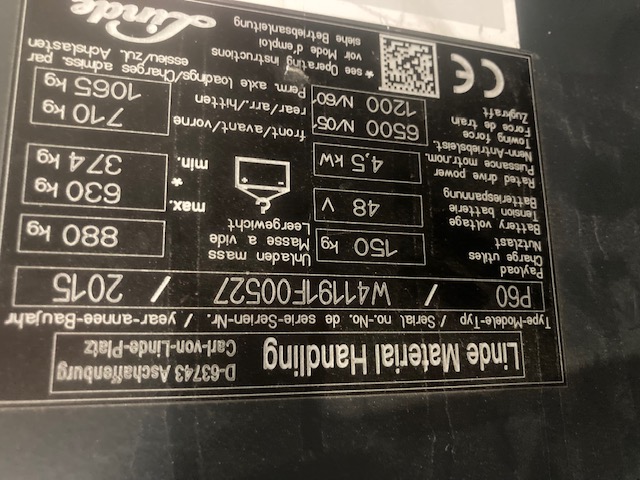 Linde Material Handling
D-63743 Aschaffenburg
Carl-von-Linde-Platz
Type-Modele-Typ / Serial no.-No. de serie-Serien-Nr. / year-annee-Baujahr
P60 / W41191F00527 / 2015
Payload
Charge utiles
Nutzlast
150 kg
Unladen mass
Masse a vide
Leergewicht
880 kg
Battery voltage
Tension batterie
Batteriespannung
48 V
max. * 630 kg
min. 374 kg
Rated drive power
Puissance motr.nom.
Nenn-Antriebsleist.
4,5 kW
Towing force
Force de train
Zugkraft
6500 N/05'
1200 N/60'
front/avant/vorne 710 kg
rear/arr./hitten 1065 kg
Perm. axle loadings/Charges admiss. par
essieu/zul. Achslasten
CE
* see Operating instructions
voir Mode d'emploi
siehe Betriebsanleitung
Linde